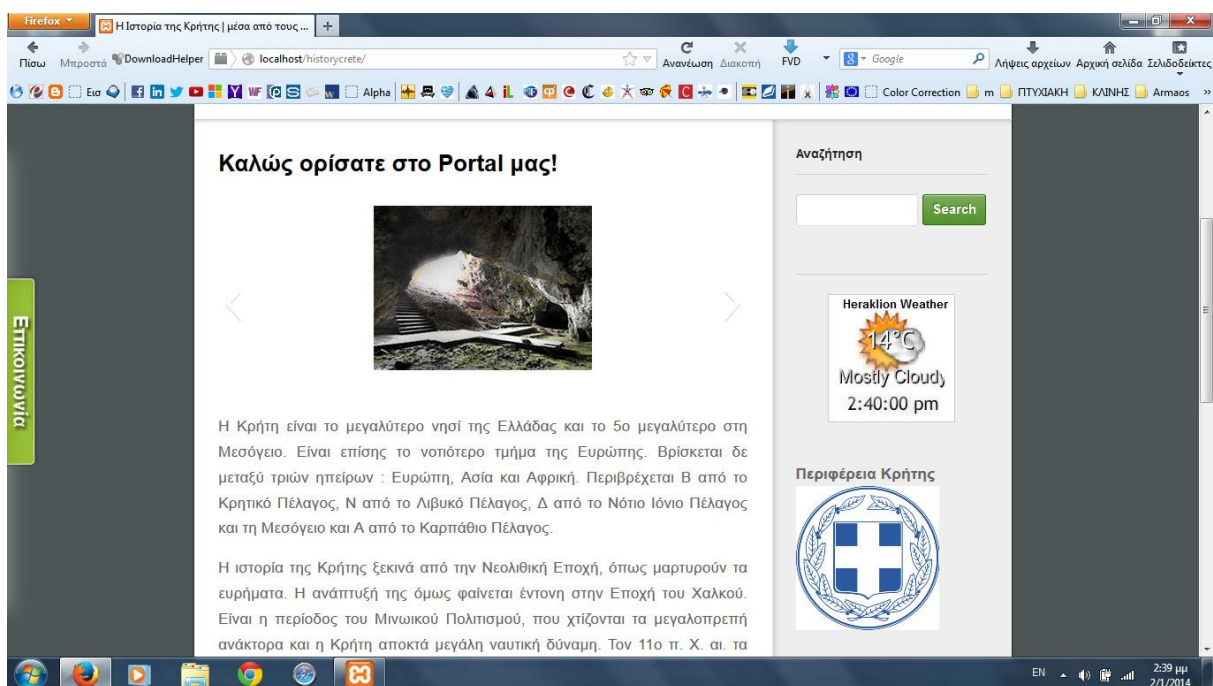 Firefox
Η Ιστορία της Κρήτης | μέσα από τους ...
Πίσω
Μπροστά
DownloadHelper
localhost/historycrete/
Ανανέωση
Διακοπή
FVD
Google
Λήψεις αρχείων
Αρχική σελίδα
Σελιδοδείκτες
Εισ
Alpha
Color Correction
m
ΠΤΥΧΙΑΚΗ
ΚΛΙΝΗΣ
Armaos
Επικοινωνία
Καλώς ορίσατε στο Portal μας!
Η Κρήτη είναι το μεγαλύτερο νησί της Ελλάδας και το 5ο μεγαλύτερο στη
Μεσόγειο. Είναι επίσης το νοτιότερο τμήμα της Ευρώπης. Βρίσκεται δε
μεταξύ τριών ηπείρων : Ευρώπη, Ασία και Αφρική. Περιβρέχεται Β από το
Κρητικό Πέλαγος, Ν από το Λιβυκό Πέλαγος, Δ από το Νότιο Ιόνιο Πέλαγος
και τη Μεσόγειο και Α από το Καρπάθιο Πέλαγος.
Η ιστορία της Κρήτης ξεκινά από την Νεολιθική Εποχή, όπως μαρτυρούν τα
ευρήματα. Η ανάπτυξή της όμως φαίνεται έντονη στην Εποχή του Χαλκού.
Είναι η περίοδος του Μινωικού Πολιτισμού, που χτίζονται τα μεγαλοπρεπή
ανάκτορα και η Κρήτη αποκτά μεγάλη ναυτική δύναμη. Τον 11ο π. Χ. αι. τα
Αναζήτηση
Search
Heraklion Weather
14°C
Mostly Cloudy
2:40:00 pm
Περιφέρεια Κρήτης
EN
2:39 μμ
2/1/2014